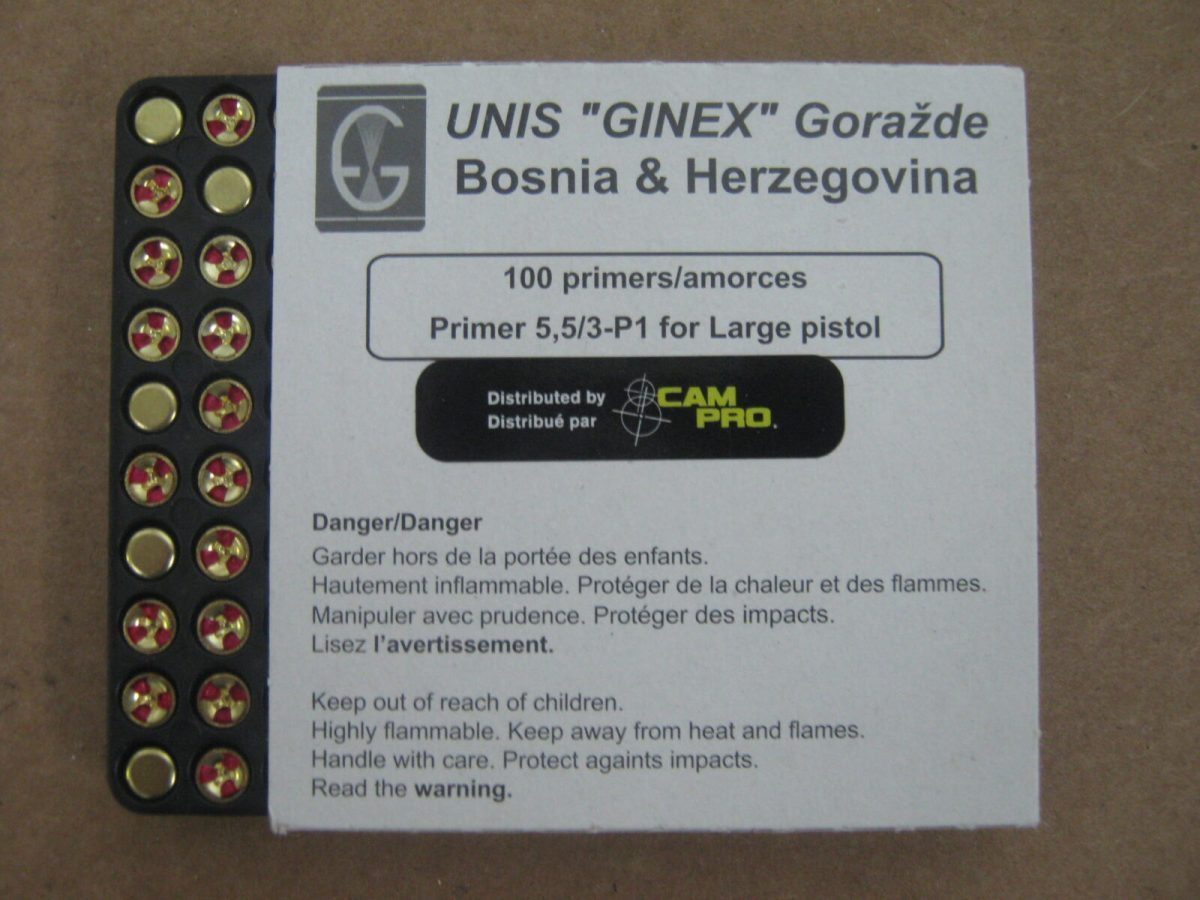 UNIS "GINEX" Goražde
Bosnia & Herzegovina
100 primers/amorces
Primer 5,5/3-P1 for Large pistol
Distributed by
Distribué par
CAM
PRO.
Danger/Danger
Garder hors de la portée des enfants.
Hautement inflammable. Protéger de la chaleur et des flammes.
Manipuler avec prudence. Protéger des impacts.
Lisez l'avertissement.
Keep out of reach of children.
Highly flammable. Keep away from heat and flames.
Handle with care. Protect againts impacts.
Read the warning.